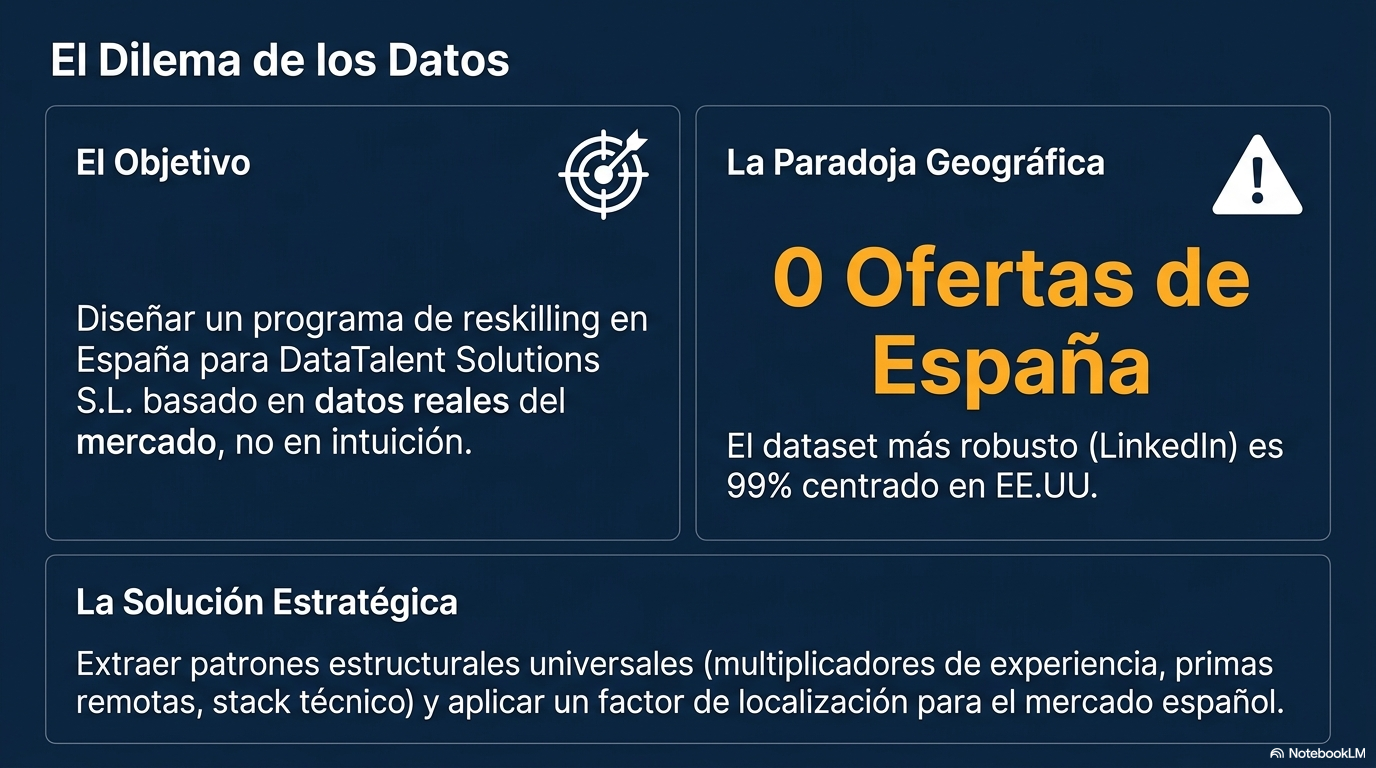 El Dilema de los Datos
El Objetivo
Diseñar un programa de reskilling en
España para DataTalent Solutions
S.L. basado en datos reales del
mercado, no en intuición.
La Paradoja Geográfica
0 Ofertas de
España
El dataset más robusto (LinkedIn) es
99% centrado en EE.UU.
La Solución Estratégica
Extraer patrones estructurales universales (multiplicadores de experiencia, primas
remotas, stack técnico) y aplicar un factor de localización para el mercado español.
NotebookLM